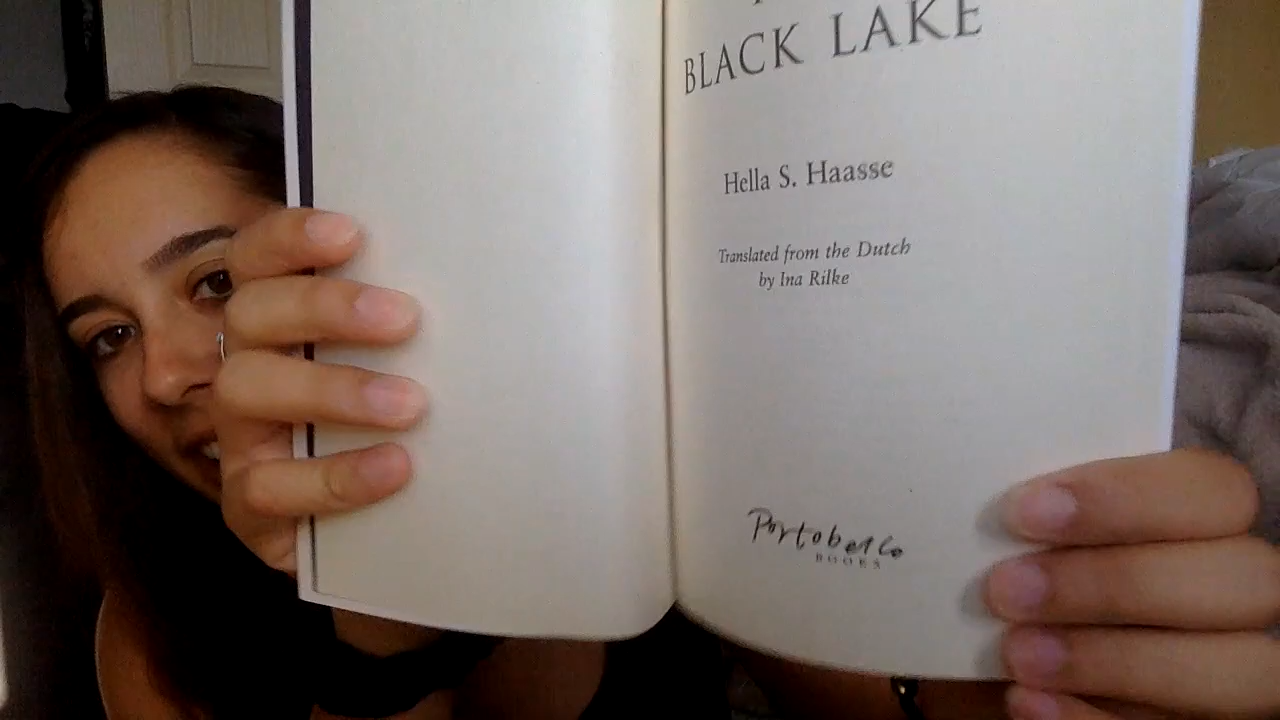 BLACK LAKE
Hella S. Haasse
Translated from the Dutch
by Ina Rilke
Portobello
BOOKS